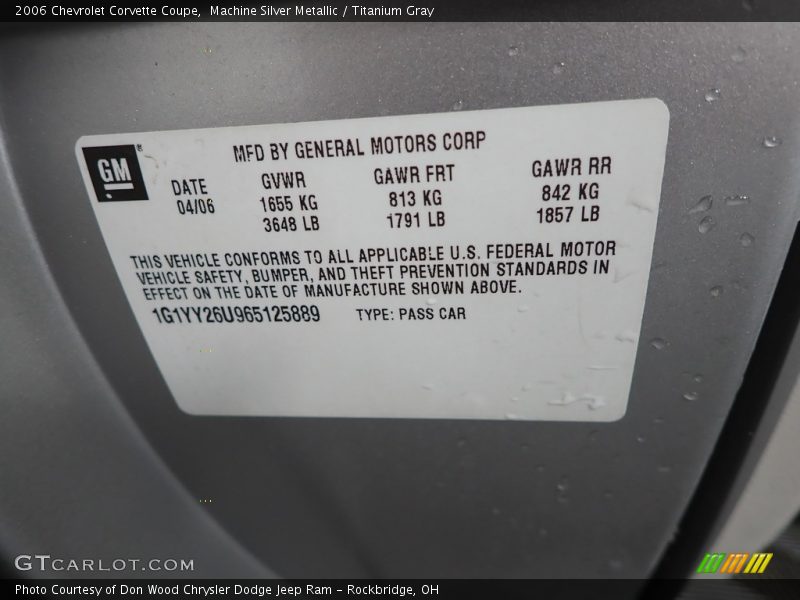 2006 Chevrolet Corvette Coupe,  Machine Silver Metallic / Titanium Gray
MFD BY GENERAL MOTORS CORP
GM®
DATE GVWR GAWR FRT GAWR RR
04/06 1655 KG 813 KG 842 KG
3648 LB 1791 LB 1857 LB
THIS VEHICLE CONFORMS TO ALL APPLICABLE U.S. FEDERAL MOTOR
VEHICLE SAFETY, BUMPER, AND THEFT PREVENTION STANDARDS IN
EFFECT ON THE DATE OF MANUFACTURE SHOWN ABOVE.
1G1YY26U965125889 TYPE: PASS CAR
GTCARLOT.COM
Photo Courtesy of Don Wood Chrysler Dodge Jeep Ram – Rockbridge, OH